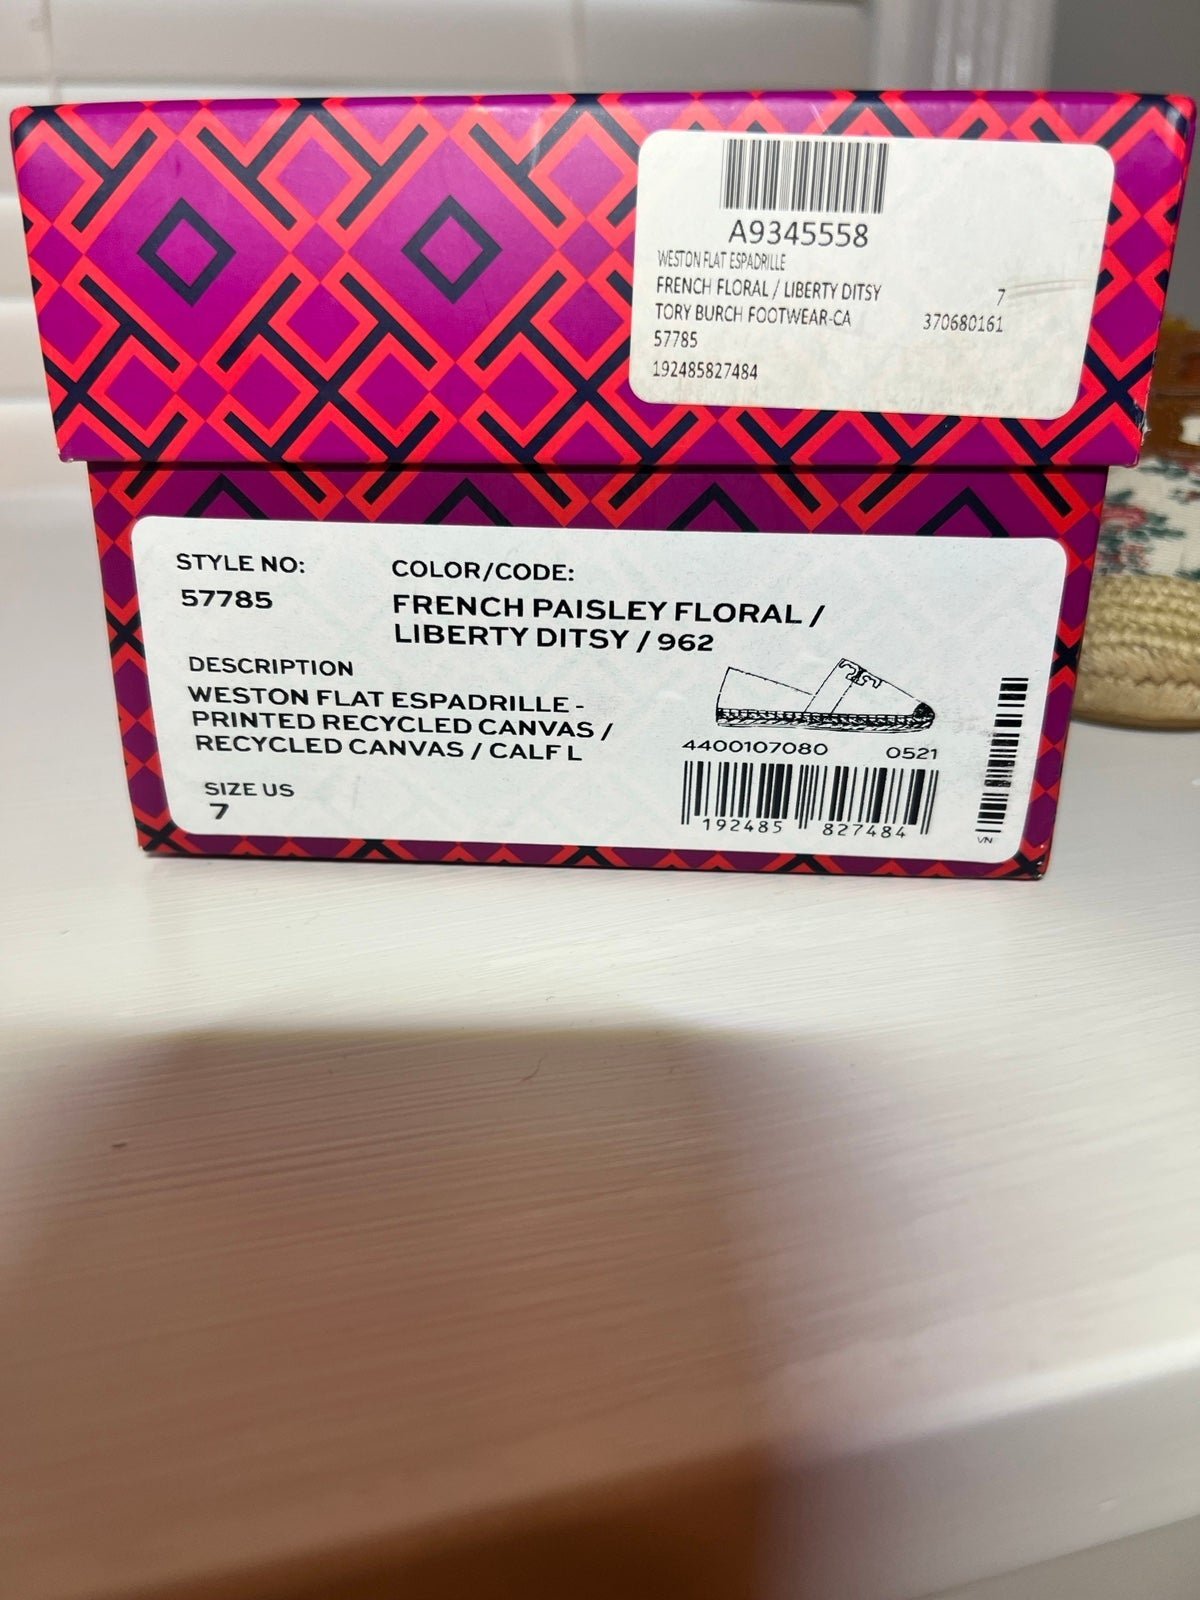 A9345558
WESTON FLAT ESPADRILLE
FRENCH FLORAL / LIBERTY DITSY 7
TORY BURCH FOOTWEAR-CA 370680161
57785
192485827484
STYLE NO:
57785
COLOR/CODE:
FRENCH PAISLEY FLORAL /
LIBERTY DITSY / 962
DESCRIPTION
WESTON FLAT ESPADRILLE -
PRINTED RECYCLED CANVAS /
RECYCLED CANVAS / CALF L
SIZE US
7
4400107080 0521
192485 827484
VN